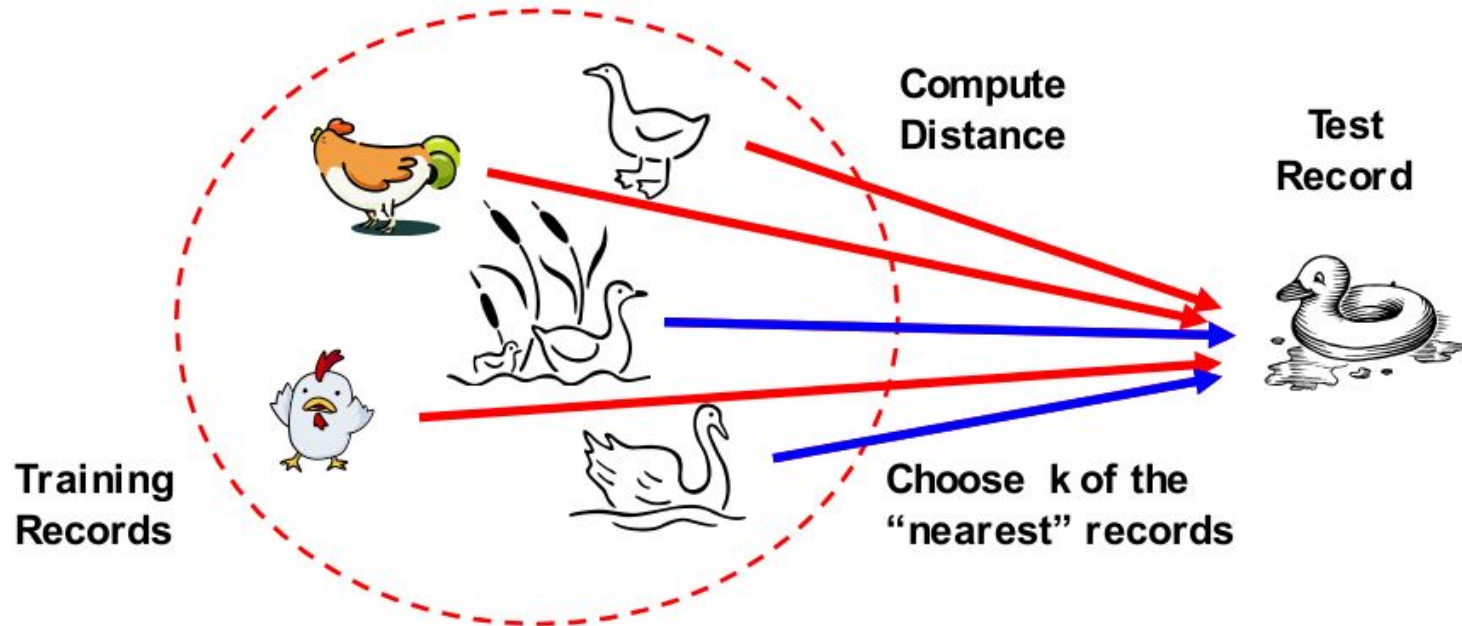 Compute
Distance
Test
Record
Training
Records
Choose k of the
“nearest” records